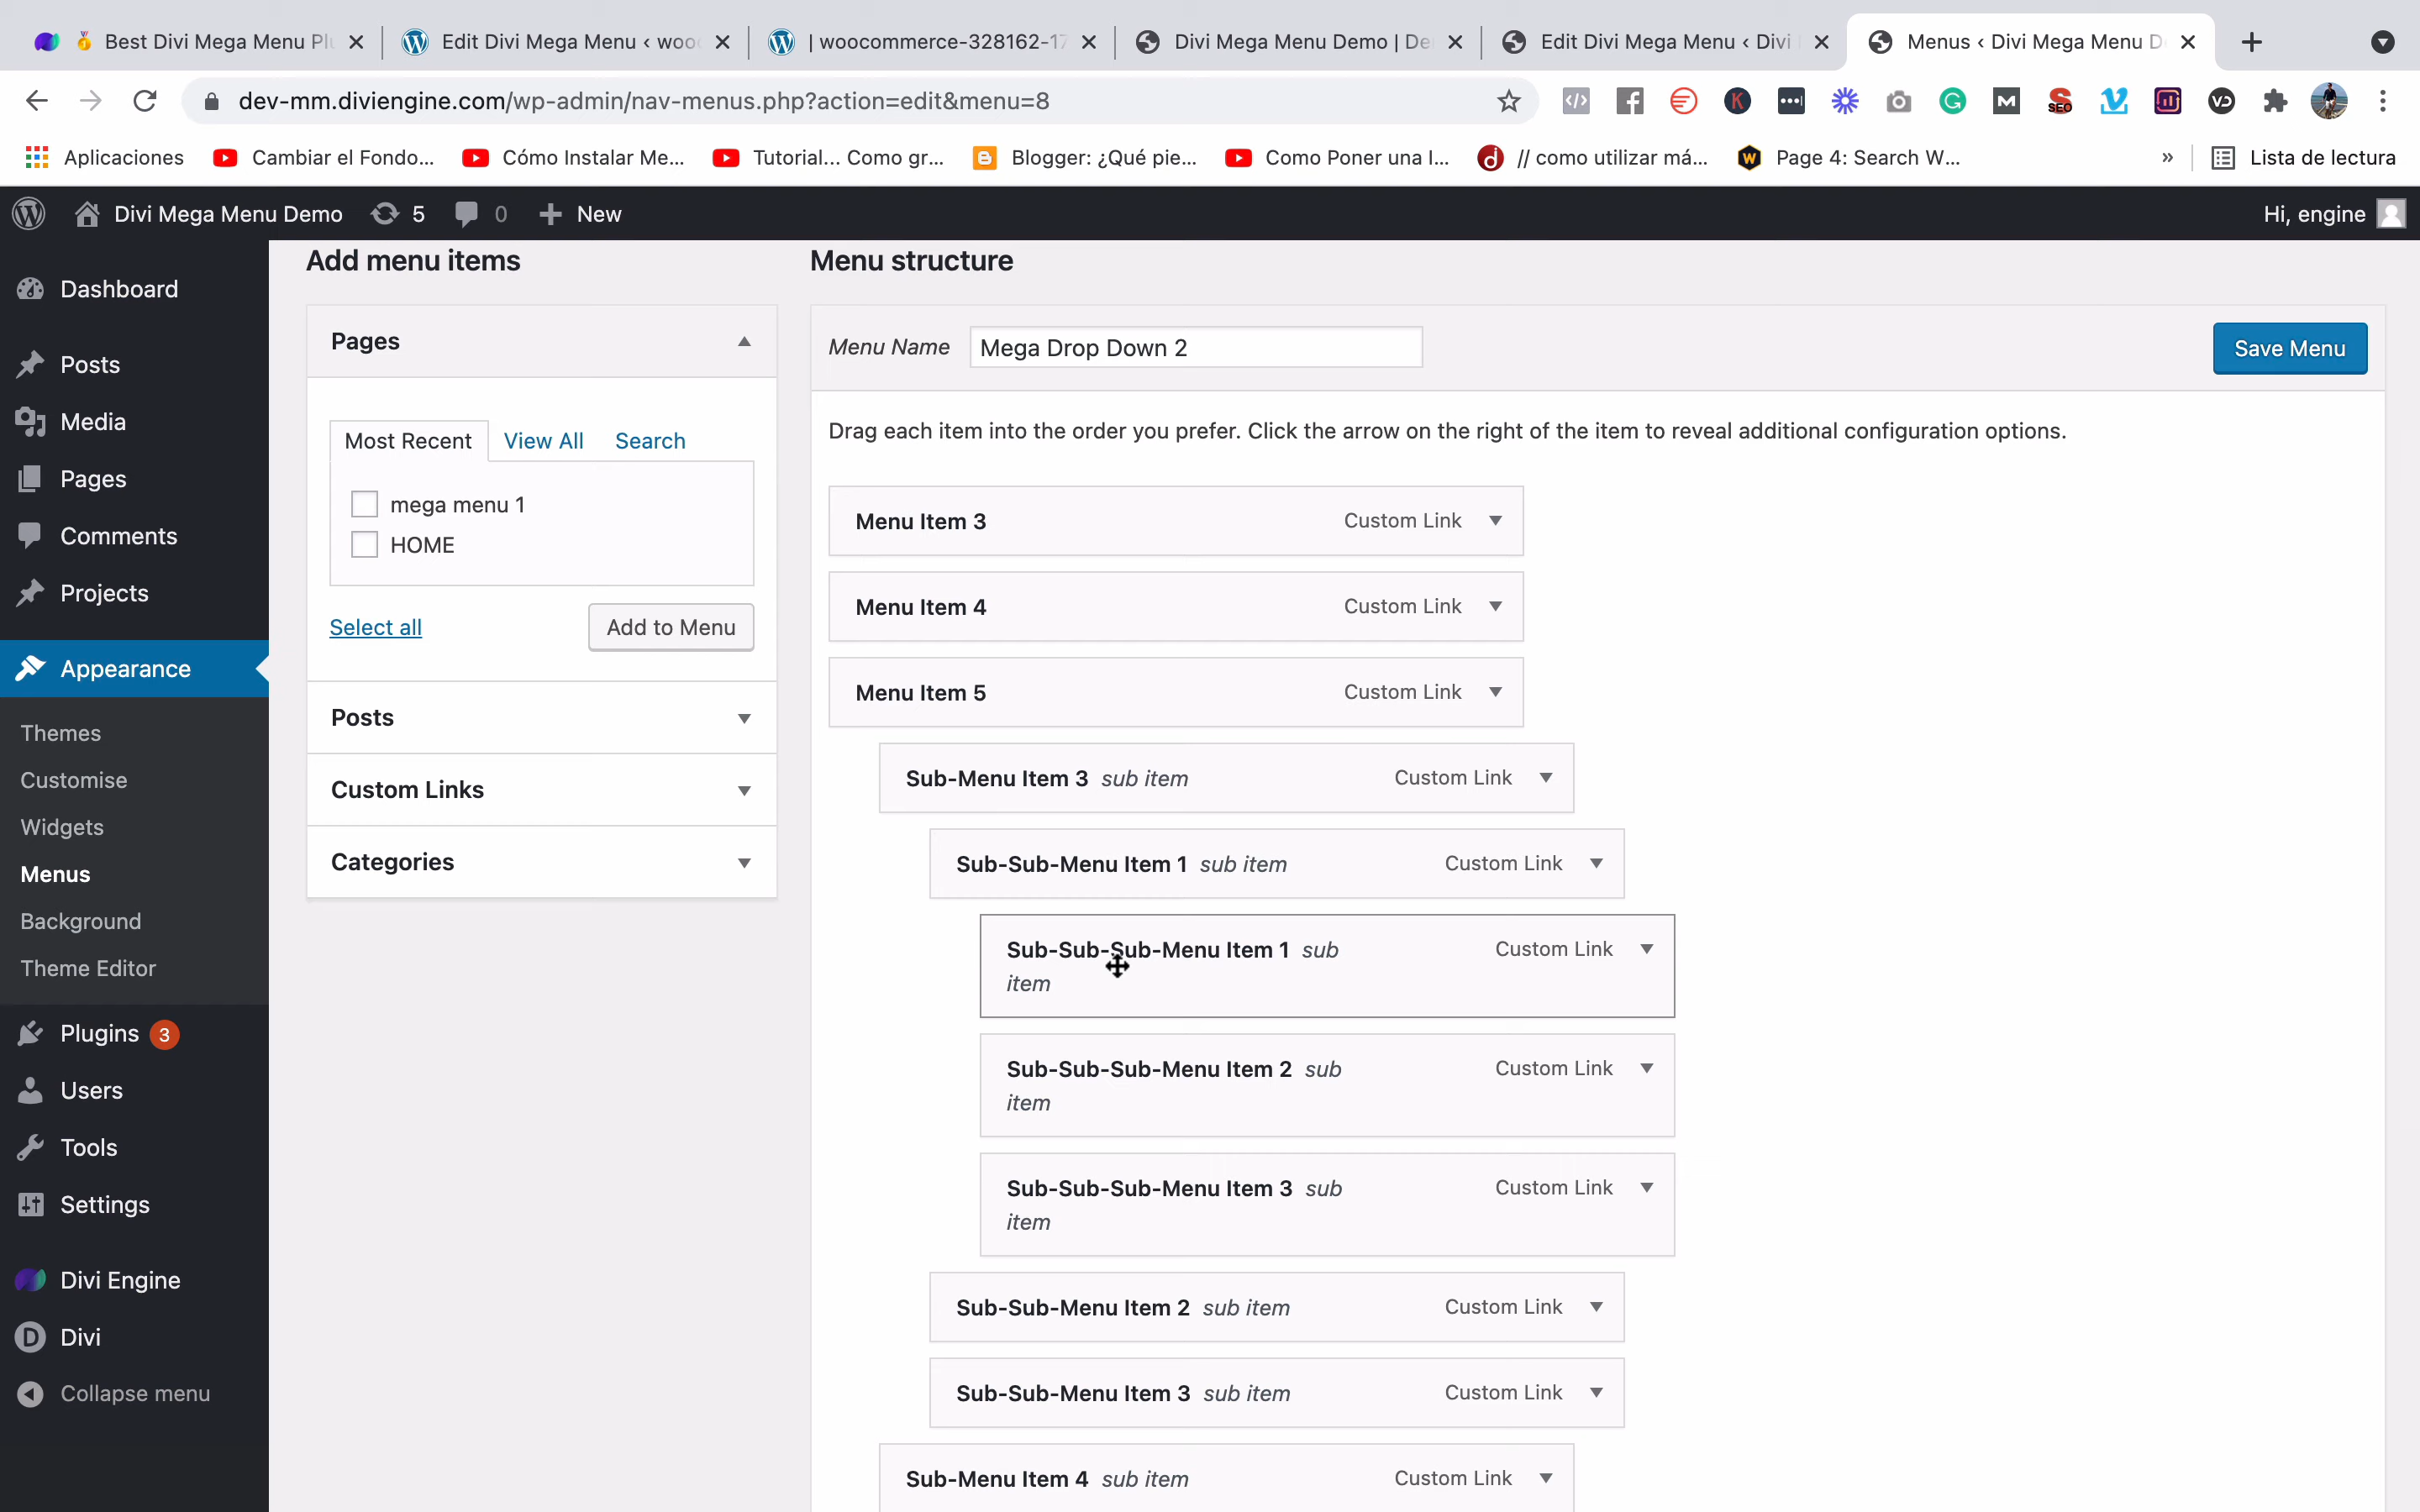 Best Divi Mega Menu Plu
Edit Divi Mega Menu ‹ woo
| woocommerce-328162-17
Divi Mega Menu Demo | De
Edit Divi Mega Menu ‹ Divi
Menus ‹ Divi Mega Menu D
dev-mm.diviengine.com/wp-admin/nav-menus.php?action=edit&menu=8
Aplicaciones
Cambiar el Fondo...
Cómo Instalar Me...
Tutorial... Como gr...
Blogger: ¿Qué pie...
Como Poner una I...
// como utilizar má...
Page 4: Search W...
»
Lista de lectura
Divi Mega Menu Demo
5
0
New
Hi, engine
Dashboard
Posts
Media
Pages
Comments
Projects
Appearance
Themes
Customise
Widgets
Menus
Background
Theme Editor
Plugins 3
Users
Tools
Settings
Divi Engine
Divi
Collapse menu
Add menu items
Pages
Most Recent
View All
Search
mega menu 1
HOME
Select all
Add to Menu
Posts
Custom Links
Categories
Menu structure
Menu Name
Mega Drop Down 2
Save Menu
Drag each item into the order you prefer. Click the arrow on the right of the item to reveal additional configuration options.
Menu Item 3 Custom Link
Menu Item 4 Custom Link
Menu Item 5 Custom Link
Sub-Menu Item 3 sub item Custom Link
Sub-Sub-Menu Item 1 sub item Custom Link
Sub-Sub-Sub-Menu Item 1 sub Custom Link
item
Sub-Sub-Sub-Menu Item 2 sub Custom Link
item
Sub-Sub-Sub-Menu Item 3 sub Custom Link
item
Sub-Sub-Menu Item 2 sub item Custom Link
Sub-Sub-Menu Item 3 sub item Custom Link
Sub-Menu Item 4 sub item Custom Link